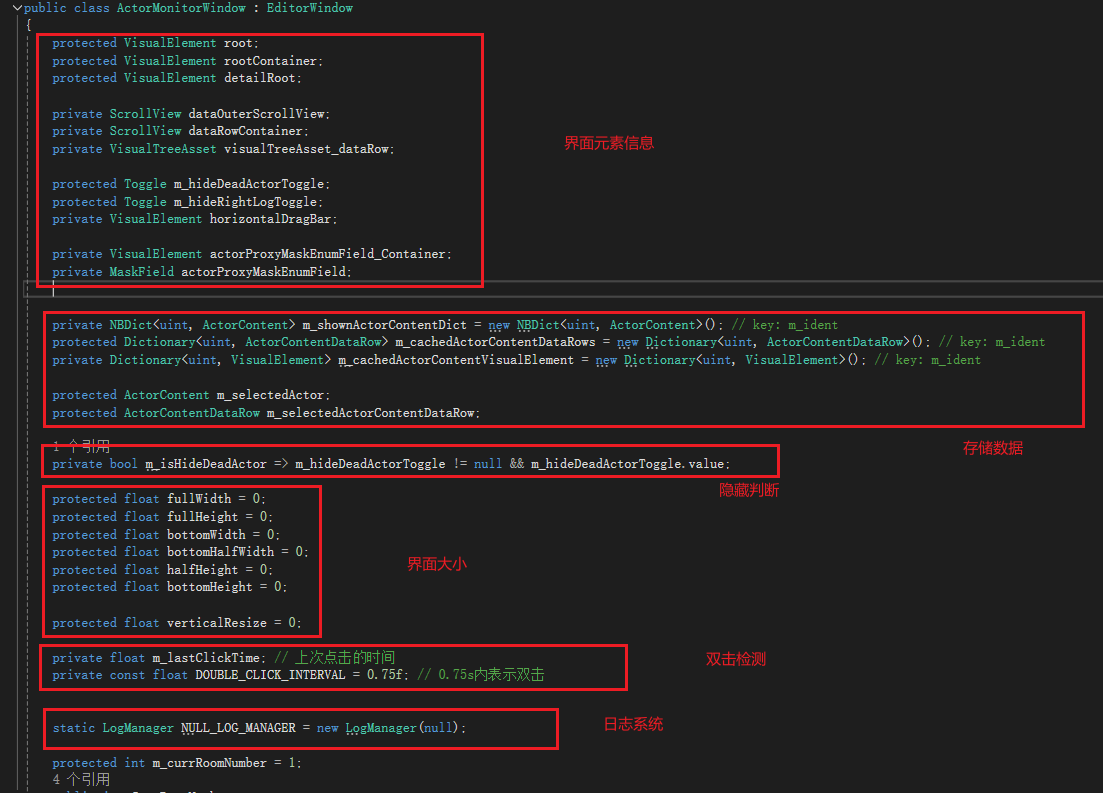 public class ActorMonitorWindow : EditorWindow
{
protected VisualElement root;
protected VisualElement rootContainer;
protected VisualElement detailRoot;
private ScrollView dataOuterScrollView;
private ScrollView dataRowContainer;
界面元素信息
private VisualTreeAsset visualTreeAsset_dataRow;
protected Toggle m_hideDeadActorToggle;
protected Toggle m_hideRightLogToggle;
private VisualElement horizontalDragBar;
private VisualElement actorProxyMaskEnumField_Container;
private MaskField actorProxyMaskEnumField;
private NBDict<uint, ActorContent> m_shownActorContentDict = new NBDict<uint, ActorContent>(); // key: m_ident
protected Dictionary<uint, ActorContentDataRow> m_cachedActorContentDataRows = new Dictionary<uint, ActorContentDataRow>(); // key: m_ident
private Dictionary<uint, VisualElement> m_cachedActorContentVisualElement = new Dictionary<uint, VisualElement>(); // key: m_ident
protected ActorContent m_selectedActor;
protected ActorContentDataRow m_selectedActorContentDataRow;
1 个引用
存储数据
private bool m_isHideDeadActor => m_hideDeadActorToggle != null && m_hideDeadActorToggle.value;
隐藏判断
protected float fullWidth = 0;
protected float fullHeight = 0;
protected float bottomWidth = 0;
protected float bottomHalfWidth = 0;
界面大小
protected float halfHeight = 0;
protected float bottomHeight = 0;
protected float verticalResize = 0;
private float m_lastClickTime; // 上次点击的时间
双击检测
private const float DOUBLE_CLICK_INTERVAL = 0.75f; // 0.75s内表示双击
日志系统
static LogManager NULL_LOG_MANAGER = new LogManager(null);
protected int m_currRoomNumber = 1;
4 个引用